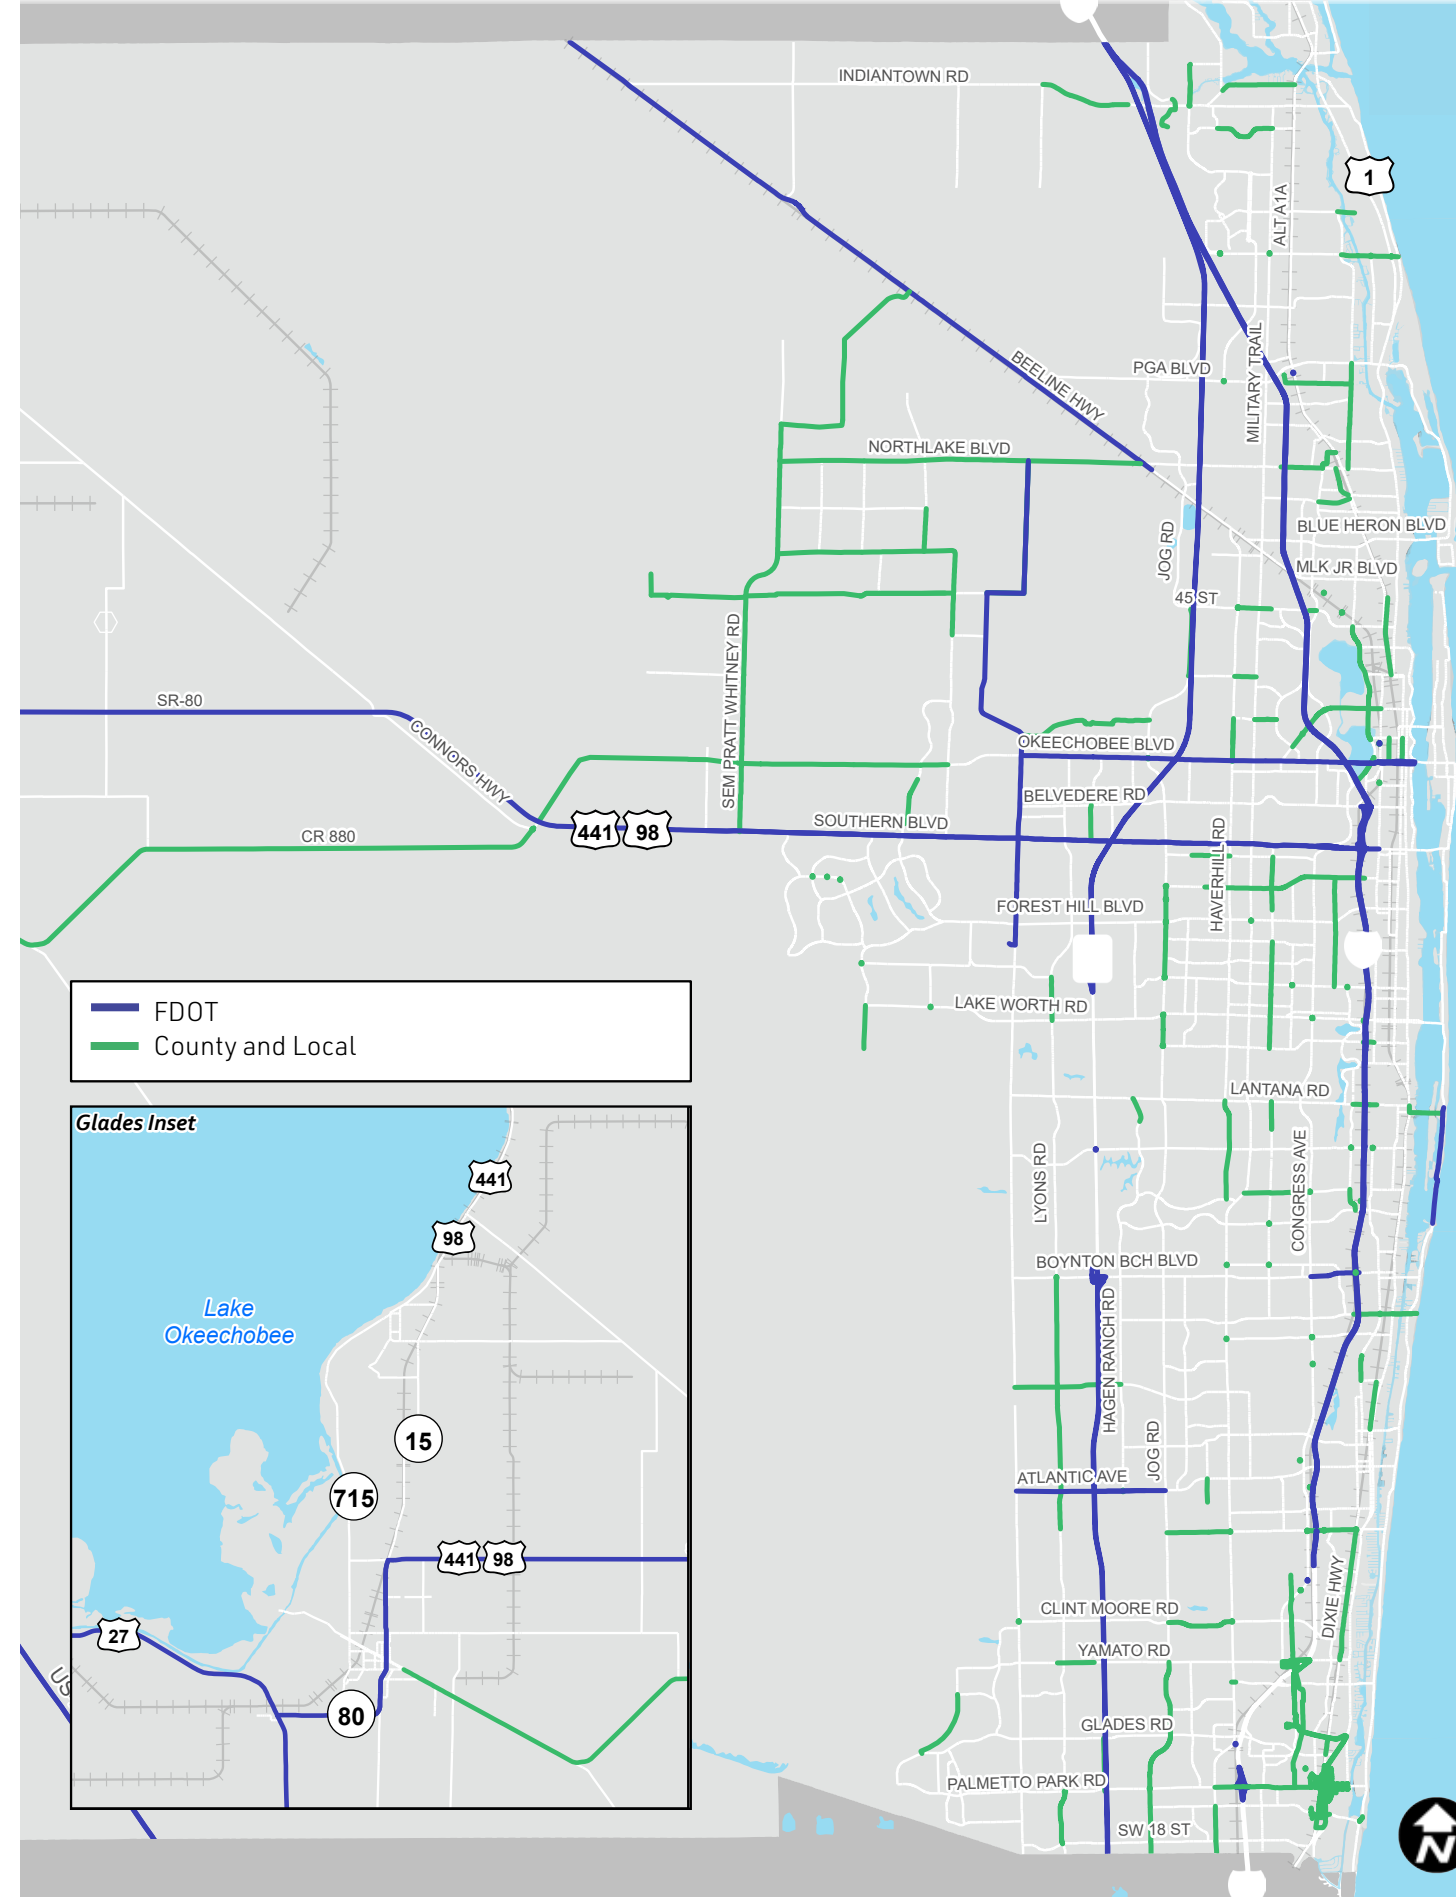 INDIANTOWN RD
1
ALT A1A
BEELINE HWY
PGA BLVD
MILITARY TRAIL
NORTHLAKE BLVD
BLUE HERON BLVD
JOG RD
MLK JR BLVD
45 ST
SEM PRATT WHITNEY RD
SR-80
CONNORS HWY
OKEECHOBEE BLVD
BELVEDERE RD
441 98
SOUTHERN BLVD
CR 880
HAVERHILL RD
FOREST HILL BLVD
LAKE WORTH RD
FDOT
County and Local
LANTANA RD
Glades Inset
441
98
LYONS RD
CONGRESS AVE
BOYNTON BCH BLVD
Lake
Okeechobee
HAGEN RANCH RD
15
JOG RD
ATLANTIC AVE
715
441 98
CLINT MOORE RD
DIXIE HWY
27
YAMATO RD
US
80
GLADES RD
PALMETTO PARK RD
SW 18 ST
N